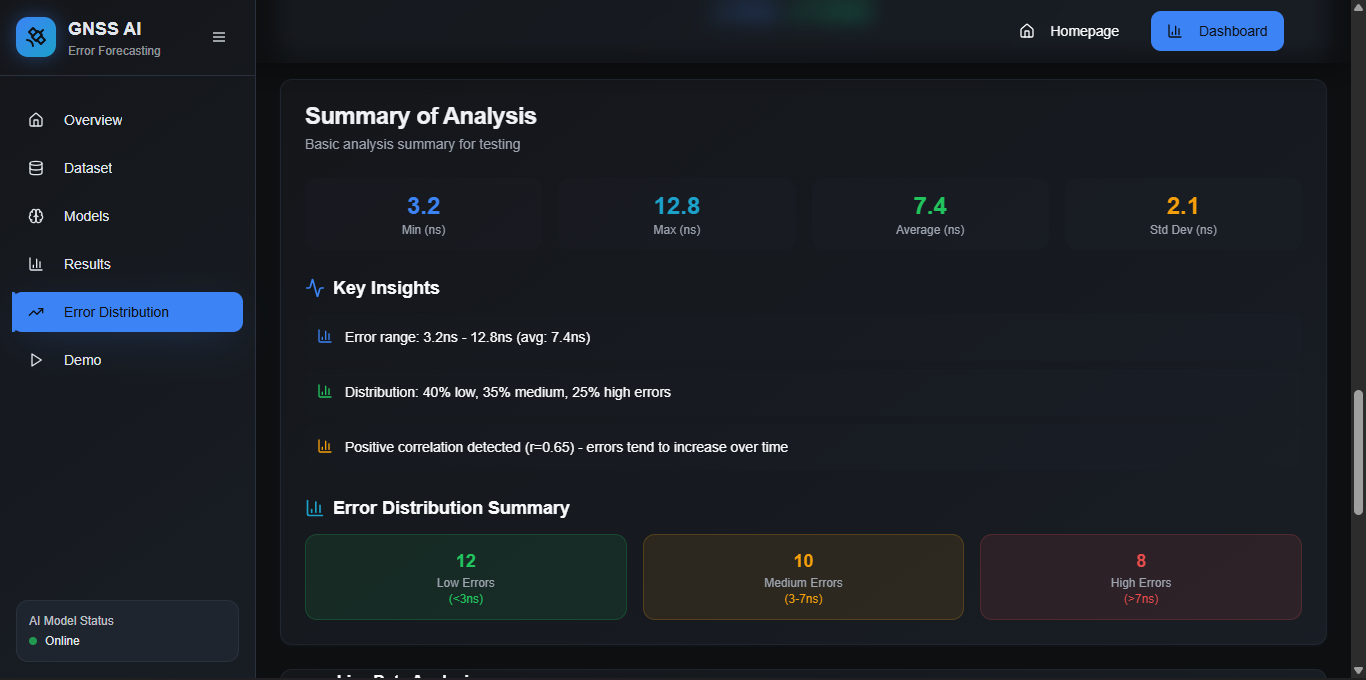 GNSS AI
Error Forecasting
Homepage
Dashboard
Overview
Dataset
Models
Results
Error Distribution
Demo
AI Model Status
Online
Summary of Analysis
Basic analysis summary for testing
3.2
Min (ns)
12.8
Max (ns)
7.4
Average (ns)
2.1
Std Dev (ns)
Key Insights
Error range: 3.2ns - 12.8ns (avg: 7.4ns)
Distribution: 40% low, 35% medium, 25% high errors
Positive correlation detected (r=0.65) - errors tend to increase over time
Error Distribution Summary
12
Low Errors
(<3ns)
10
Medium Errors
(3-7ns)
8
High Errors
(>7ns)